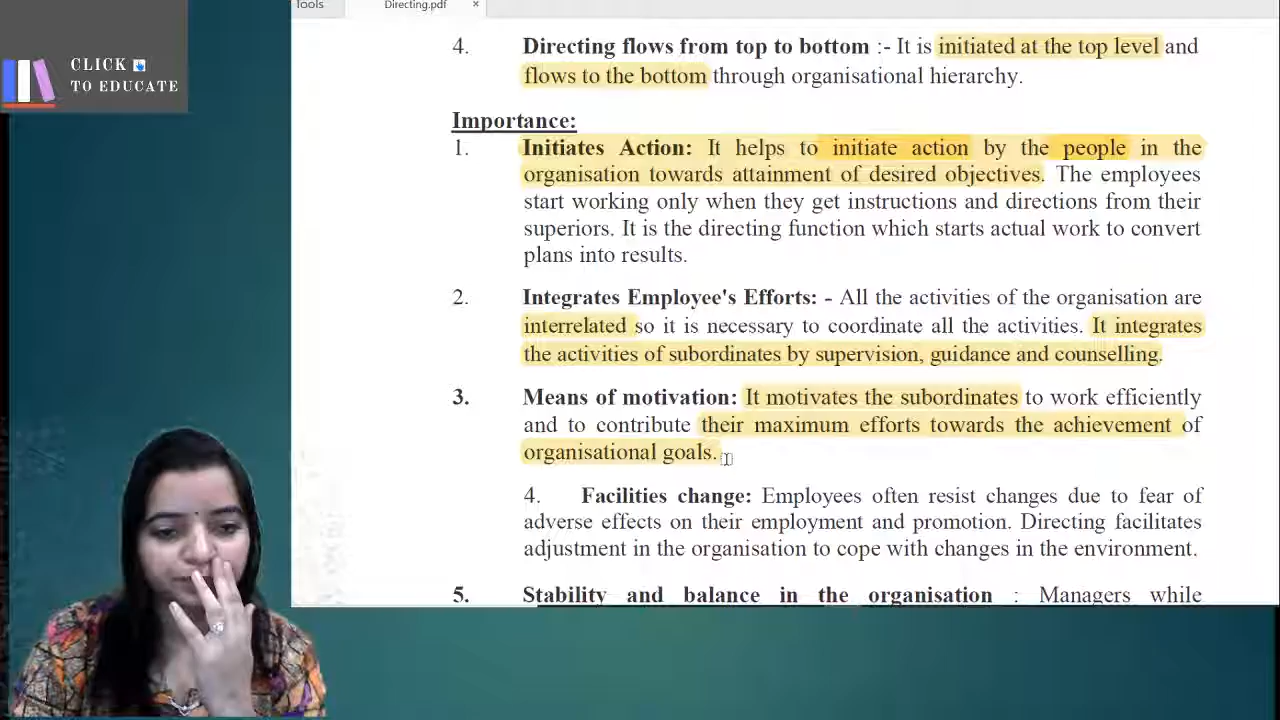 Tools
Directing.pdf
×
CLICK
TO EDUCATE
4. Directing flows from top to bottom :- It is initiated at the top level and
flows to the bottom through organisational hierarchy.
Importance:
1. Initiates Action: It helps to initiate action by the people in the
organisation towards attainment of desired objectives. The employees
start working only when they get instructions and directions from their
superiors. It is the directing function which starts actual work to convert
plans into results.
2. Integrates Employee's Efforts: - All the activities of the organisation are
interrelated so it is necessary to coordinate all the activities. It integrates
the activities of subordinates by supervision, guidance and counselling.
3. Means of motivation: It motivates the subordinates to work efficiently
and to contribute their maximum efforts towards the achievement of
organisational goals.
4. Facilities change: Employees often resist changes due to fear of
adverse effects on their employment and promotion. Directing facilitates
adjustment in the organisation to cope with changes in the environment.
5. Stability and balance in the organisation : Managers while